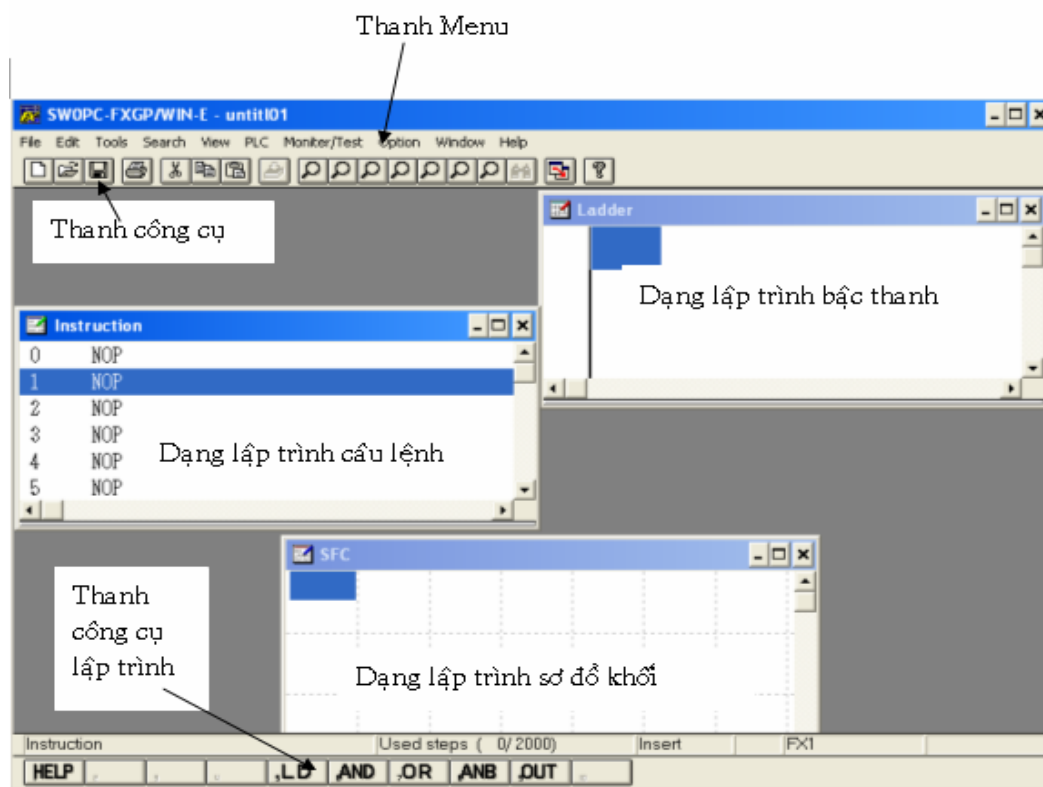 Thanh Menu
SWOPC-FXGP/WIN-E - untitl01
File Edit Tools Search View PLC Moniter/Test Option Window Help
Thanh công cụ
Ladder
Dạng lập trình bậc thanh
Instruction
0 NOP
1 NOP
2 NOP
3 NOP
4 NOP
5 NOP
Dạng lập trình câu lệnh
SFC
Dạng lập trình sơ đồ khối
Thanh
công cụ
lập trình
Instruction Used steps ( 0/ 2000) Insert FX1
HELP LD AND OR ANB OUT